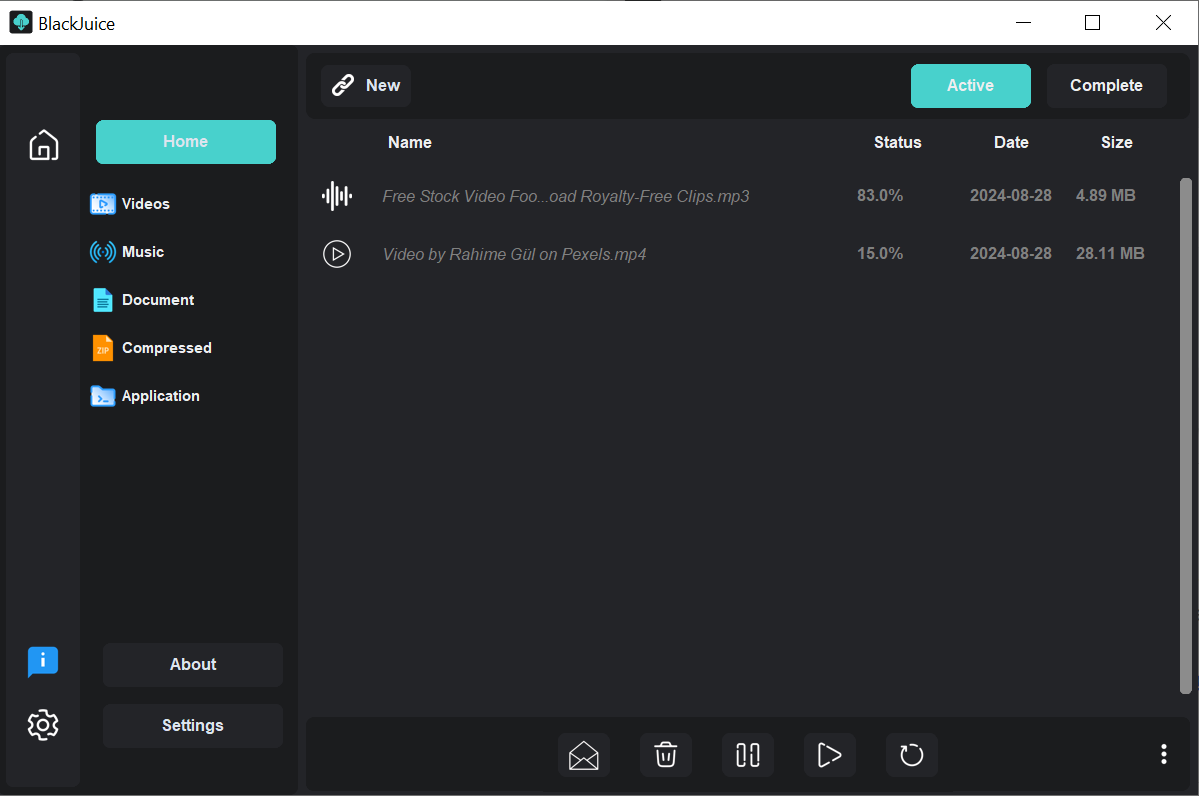 BlackJuice
New
Active
Complete
Home
Name
Status
Date
Size
Videos
Free Stock Video Foo...oad Royalty-Free Clips.mp3
83.0%
2024-08-28
4.89 MB
Music
Video by Rahime Gül on Pexels.mp4
15.0%
2024-08-28
28.11 MB
Document
ZIP
Compressed
Application
About
Settings